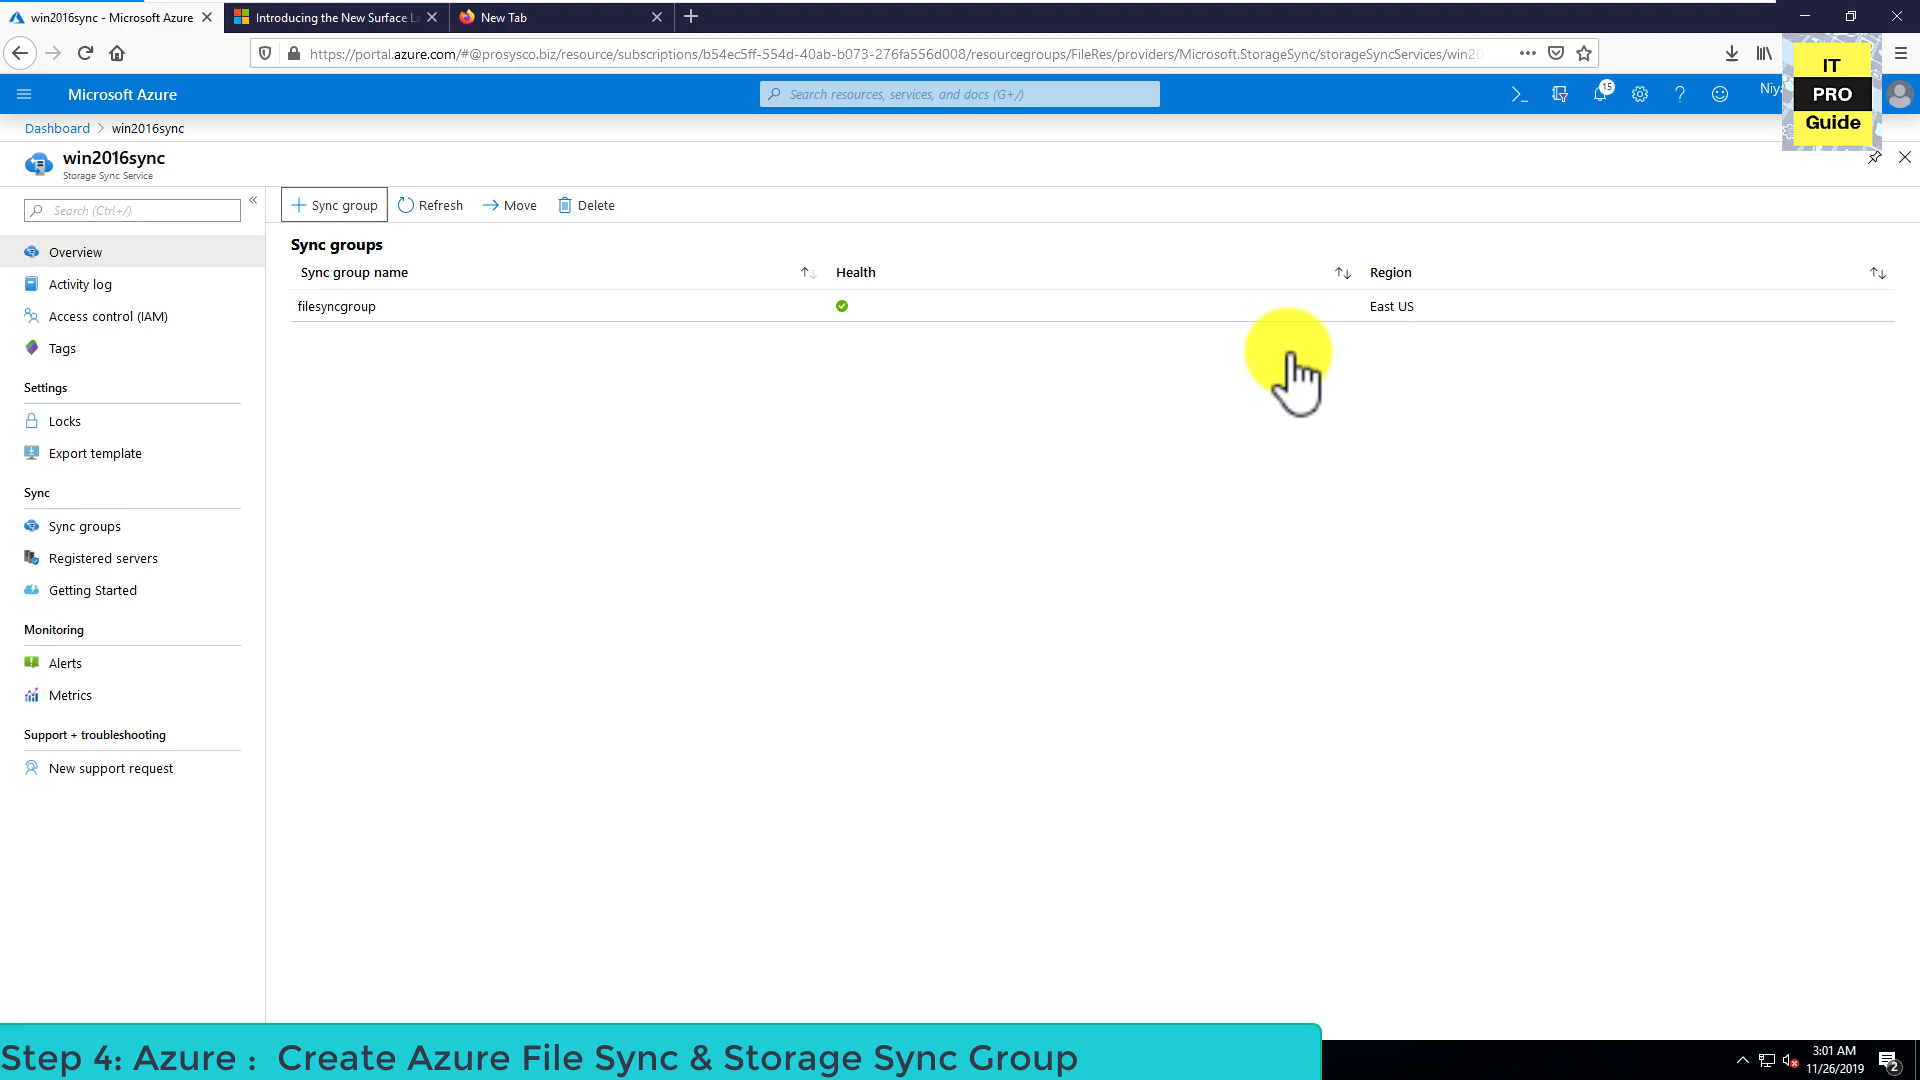 win2016sync - Microsoft Azure
Introducing the New Surface La
New Tab
https://portal.azure.com/#@prosysco.biz/resource/subscriptions/b54ec5ff-554d-40ab-b073-276fa556d008/resourcegroups/FileRes/providers/Microsoft.StorageSync/storageSyncServices/win20
IT
PRO
Guide
Microsoft Azure
Search resources, services, and docs (G+/)
15
Niy
Dashboard > win2016sync
win2016sync
Storage Sync Service
Search (Ctrl+/)
«
Sync group
Refresh
Move
Delete
Overview
Activity log
Access control (IAM)
Tags
Settings
Locks
Export template
Sync
Sync groups
Registered servers
Getting Started
Monitoring
Alerts
Metrics
Support + troubleshooting
New support request
Sync groups
Sync group name Health Region
filesyncgroup East US
Step 4: Azure : Create Azure File Sync & Storage Sync Group
3:01 AM
11/26/2019
2